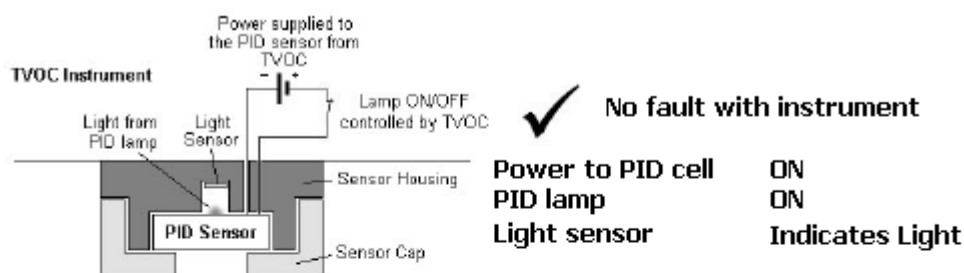 Power supplied to
the PID sensor from
TVOC
- +
TVOC Instrument
Lamp ON/OFF
controlled by TVOC
Light from
PID lamp
Light
Sensor
Sensor Housing
PID Sensor
Sensor Cap
No fault with instrument
Power to PID cell ON
PID lamp ON
Light sensor Indicates Light